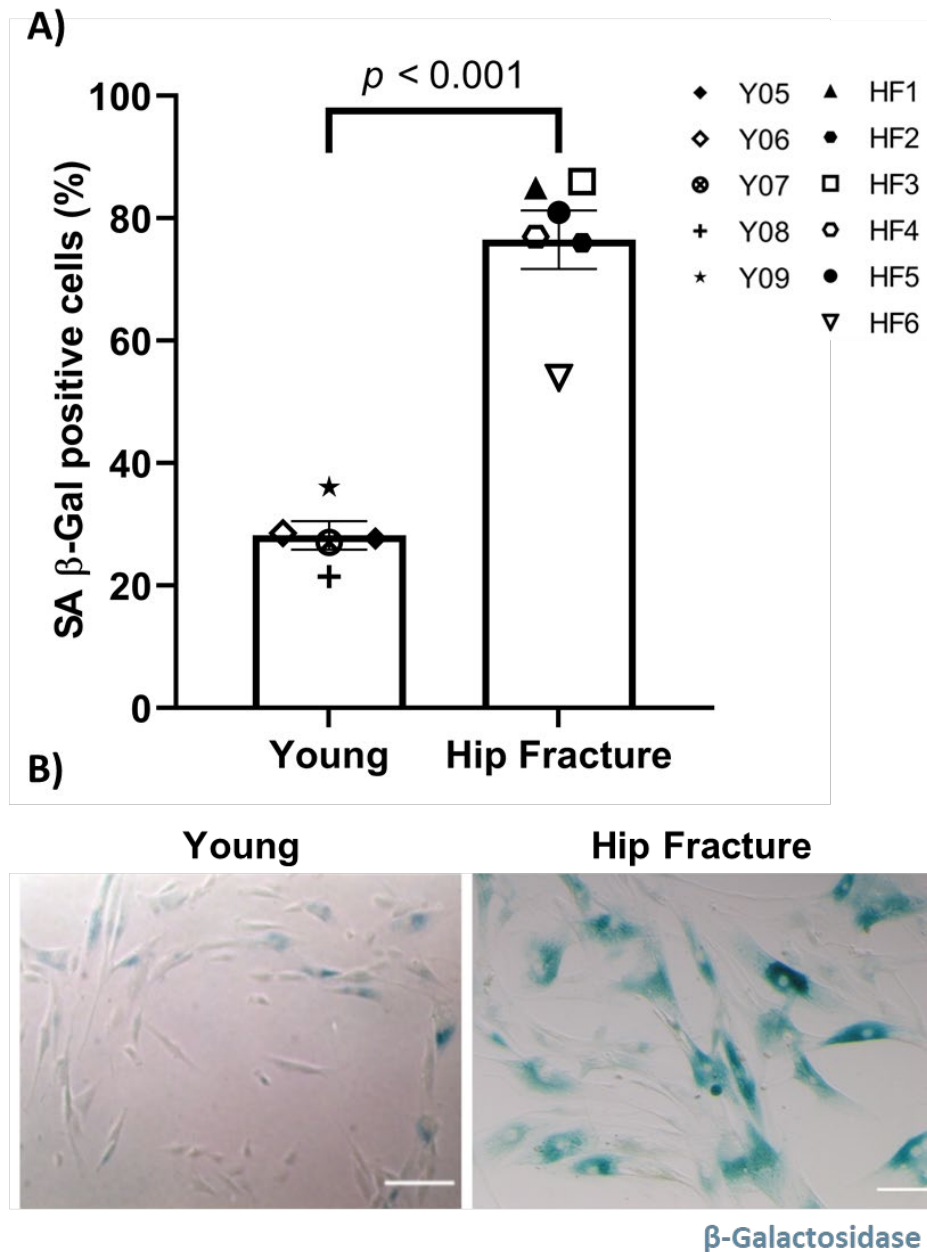 A)
p < 0.001
100
80
60
40
20
0
SA β-Gal positive cells (%)
Young
Hip Fracture
Y05
Y06
Y07
Y08
Y09
HF1
HF2
HF3
HF4
HF5
HF6
B)
Young
Hip Fracture
β-Galactosidase